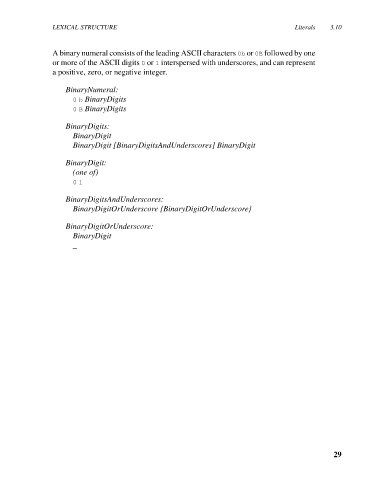 LEXICAL STRUCTURE Literals 3.10
A binary numeral consists of the leading ASCII characters 0b or 0B followed by one
or more of the ASCII digits 0 or 1 interspersed with underscores, and can represent
a positive, zero, or negative integer.
BinaryNumeral:
0 b BinaryDigits
0 B BinaryDigits
BinaryDigits:
BinaryDigit
BinaryDigit [BinaryDigitsAndUnderscores] BinaryDigit
BinaryDigit:
(one of)
0 1
BinaryDigitsAndUnderscores:
BinaryDigitOrUnderscore {BinaryDigitOrUnderscore}
BinaryDigitOrUnderscore:
BinaryDigit
_
29